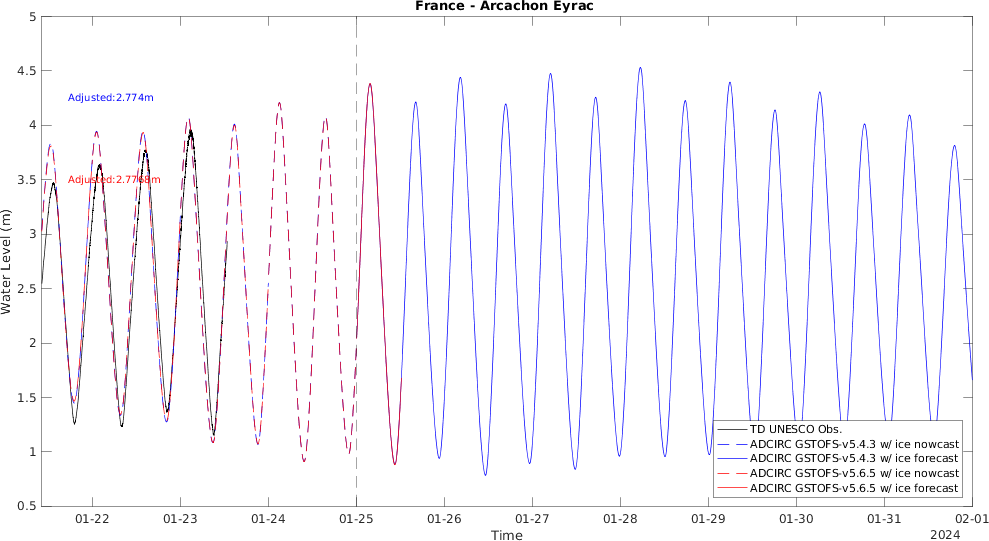 France - Arcachon Eyrac
5
4.5
4
3.5
3
2.5
2
1.5
1
0.5
Water Level (m)
Adjusted:2.774m
Adjusted:2.7768m
TD UNESCO Obs.
ADCIRC GSTOFS-v5.4.3 w/ ice nowcast
ADCIRC GSTOFS-v5.4.3 w/ ice forecast
ADCIRC GSTOFS-v5.6.5 w/ ice nowcast
ADCIRC GSTOFS-v5.6.5 w/ ice forecast
01-22 01-23 01-24 01-25 01-26 01-27 01-28 01-29 01-30 01-31 02-01
Time
2024